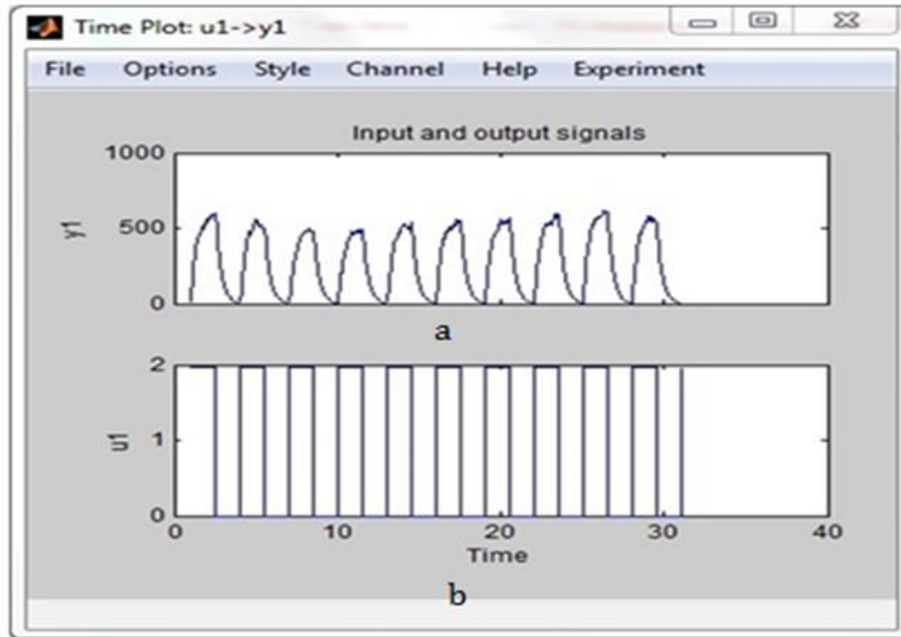 Time Plot: u1->y1
File Options Style Channel Help Experiment
Input and output signals
1000
500
0
y1
a
2
1
0
u1
0 10 20 30 40
Time
b